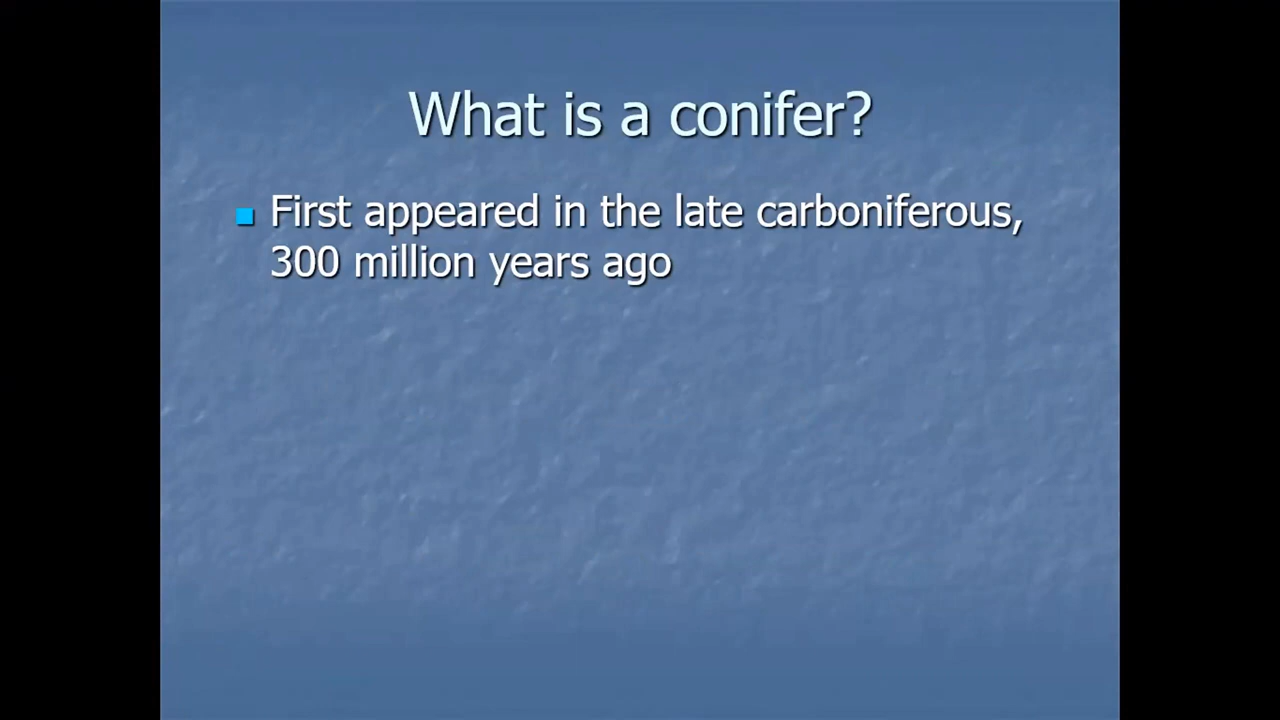 What is a conifer?
First appeared in the late carboniferous,
300 million years ago